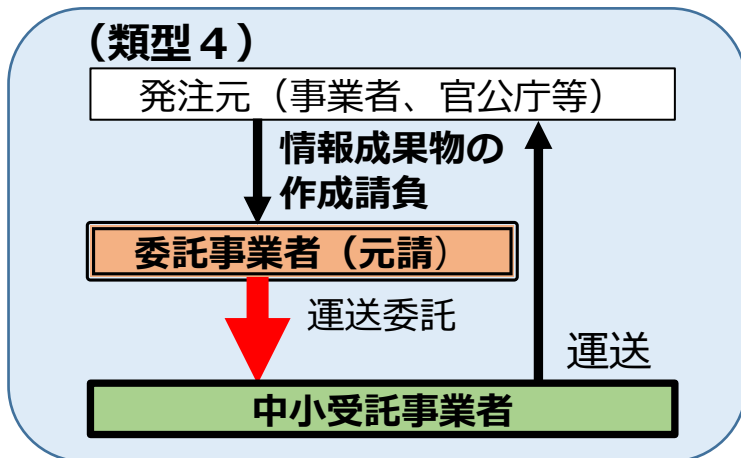 （類型４）
発注元（事業者、官公庁等）
情報成果物の
作成請負
委託事業者（元請）
運送委託
運送
中小受託事業者